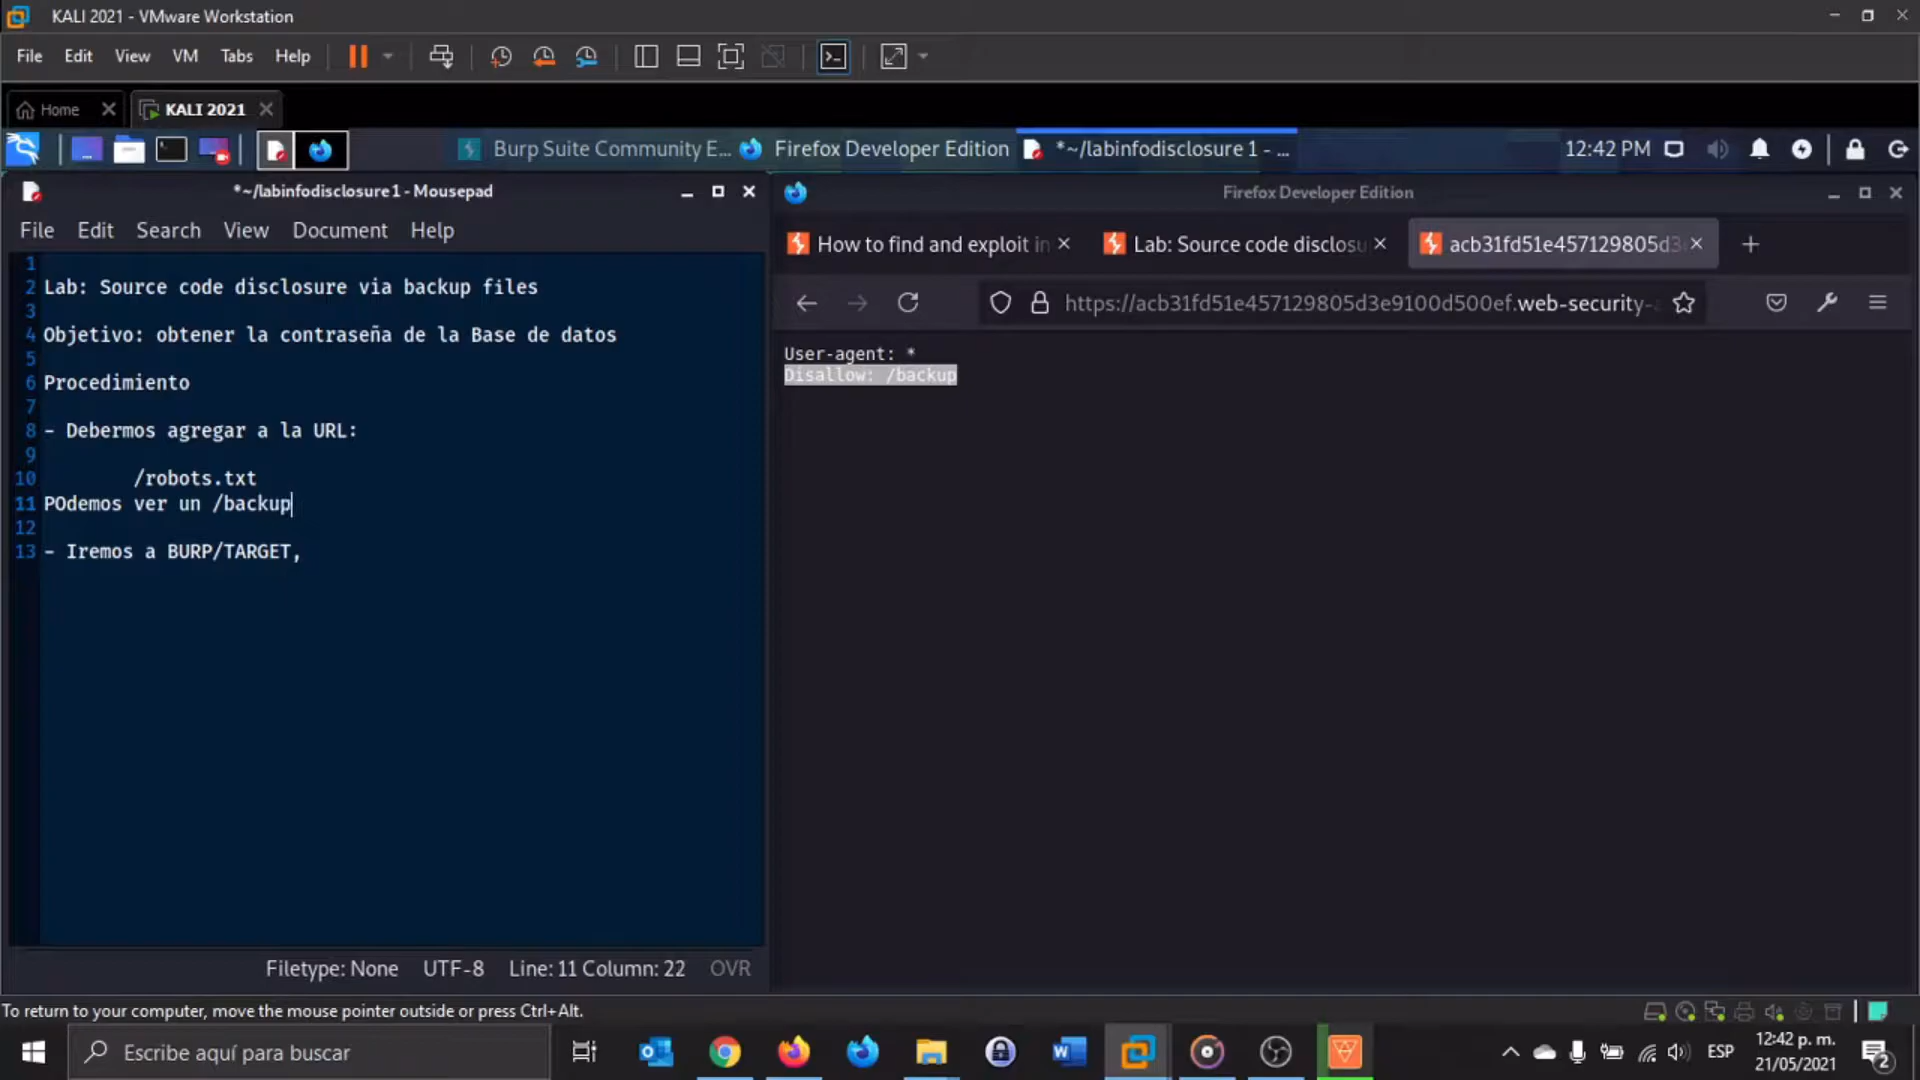 KALI 2021 - VMware Workstation
File Edit View VM Tabs Help
Home KALI 2021
Burp Suite Community E... Firefox Developer Edition *~/labinfodisclosure1 - ... 12:42 PM
*~/labinfodisclosure1 - Mousepad
File Edit Search View Document Help
1
2 Lab: Source code disclosure via backup files
3
4 Objetivo: obtener la contraseña de la Base de datos
5
6 Procedimiento
7
8 - Debermos agregar a la URL:
9
10 /robots.txt
11 POdemos ver un /backup
12
13 - Iremos a BURP/TARGET,
Filetype: None UTF-8 Line: 11 Column: 22 OVR
Firefox Developer Edition
How to find and exploit in Lab: Source code disclosu acb31fd51e457129805d3
https://acb31fd51e457129805d3e9100d500ef.web-security-
User-agent: *
Disallow: /backup
To return to your computer, move the mouse pointer outside or press Ctrl+Alt.
Escribe aquí para buscar
ESP
12:42 p. m.
21/05/2021
2